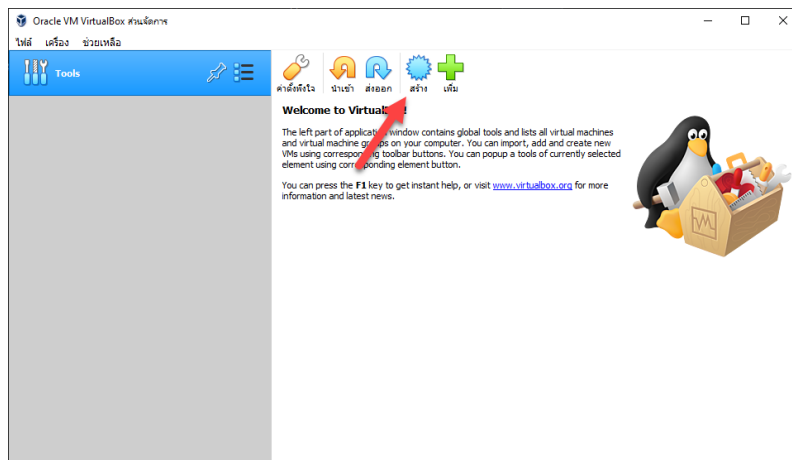 Oracle VM VirtualBox ส่วนจัดการ
ไฟล์ เครื่อง ช่วยเหลือ
Tools
ค่าตั้งพึงใจ นำเข้า ส่งออก สร้าง เพิ่ม
Welcome to
The left part of application window contains global tools and lists all virtual machines
and virtual machine groups on your computer. You can import, add and create new
VMs using corresponding toolbar buttons. You can popup a tools of currently selected
element using corresponding element button.
You can press the F1 key to get instant help, or visit www.virtualbox.org for more
information and latest news.